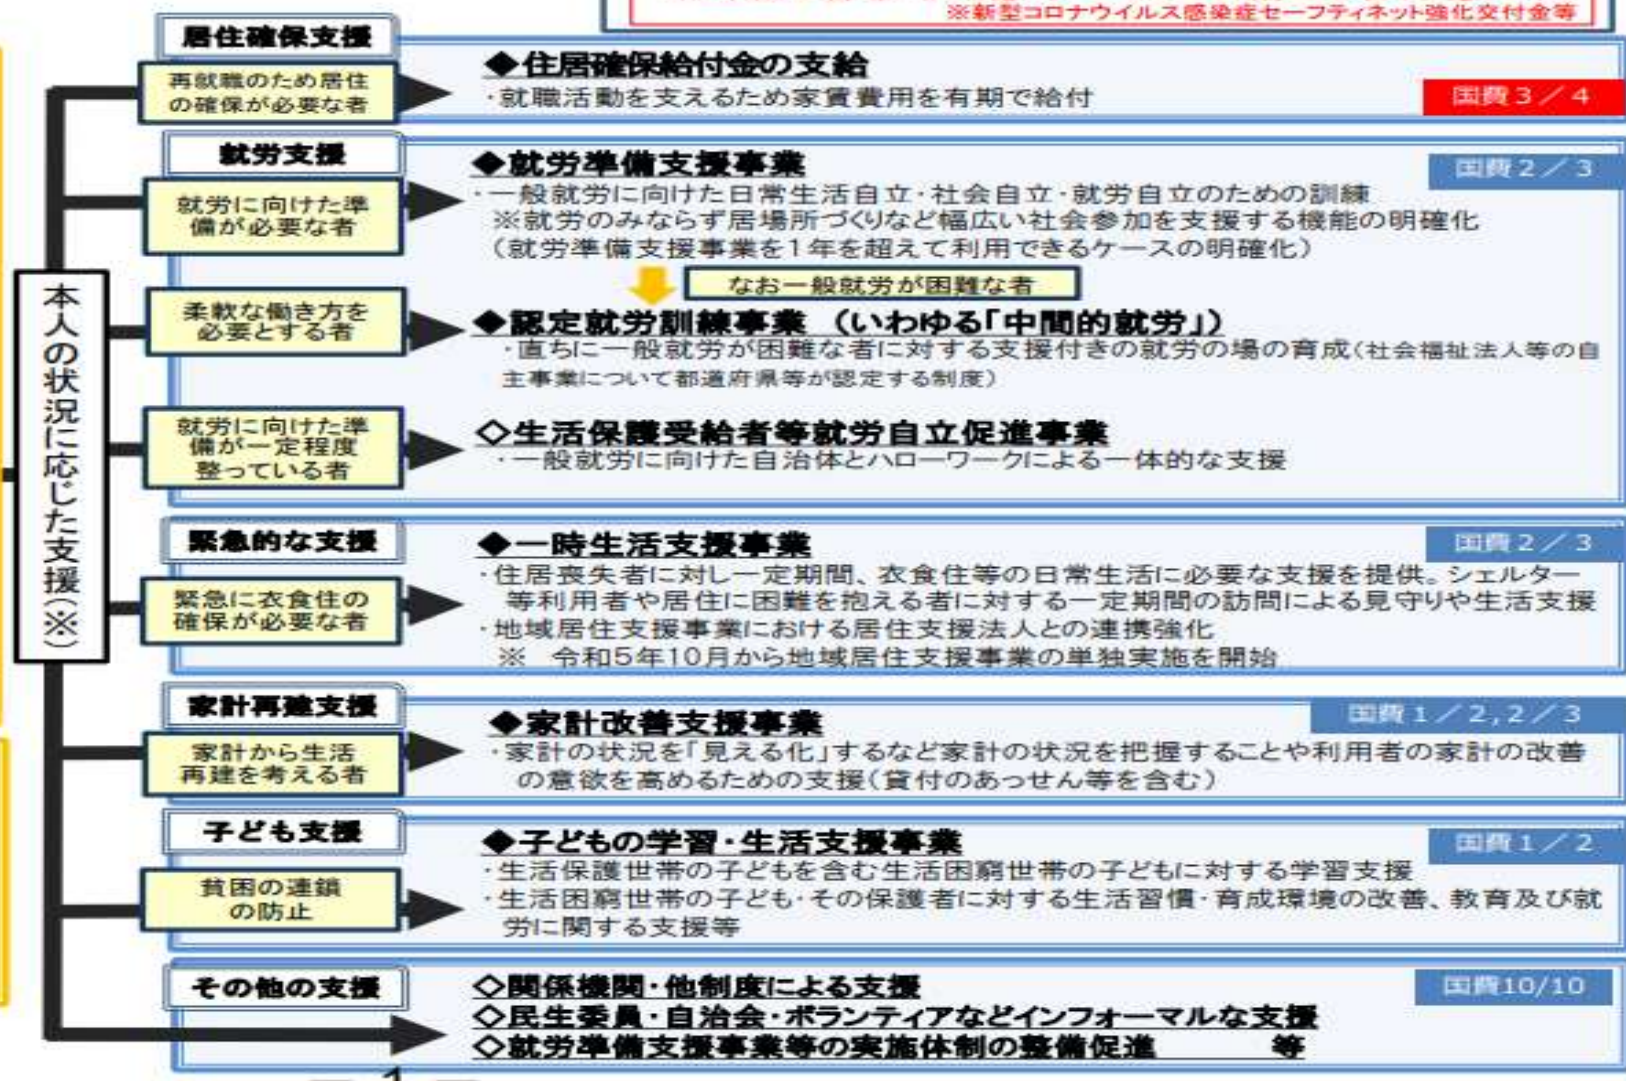 ※新型コロナウイルス感染症セーフティネット強化交付金等
本人の状況に応じた支援(※)
居住確保支援
再就職のため居住
の確保が必要な者
◆住居確保給付金の支給
・就職活動を支えるため家賃費用を有期で給付
国費3／4
就労支援
就労に向けた準
備が必要な者
◆就労準備支援事業
国費2／3
・一般就労に向けた日常生活自立・社会自立・就労自立のための訓練
※就労のみならず居場所づくりなど幅広い社会参加を支援する機能の明確化
（就労準備支援事業を1年を超えて利用できるケースの明確化）
なお一般就労が困難な者
柔軟な働き方を
必要とする者
◆認定就労訓練事業（いわゆる「中間的就労」）
・直ちに一般就労が困難な者に対する支援付きの就労の場の育成（社会福祉法人等の自
主事業について都道府県等が認定する制度）
就労に向けた準
備が一定程度
整っている者
◇生活保護受給者等就労自立促進事業
・一般就労に向けた自治体とハローワークによる一体的な支援
緊急的な支援
緊急に衣食住の
確保が必要な者
◆一時生活支援事業
国費2／3
・住居喪失者に対し一定期間、衣食住等の日常生活に必要な支援を提供。シェルター
等利用者や居住に困難を抱える者に対する一定期間の訪問による見守りや生活支援
・地域居住支援事業における居住支援法人との連携強化
※　令和5年10月から地域居住支援事業の単独実施を開始
家計再建支援
家計から生活
再建を考える者
◆家計改善支援事業
国費1／2,2／3
・家計の状況を「見える化」するなど家計の状況を把握することや利用者の家計の改善
の意欲を高めるための支援（貸付のあっせん等を含む）
子ども支援
貧困の連鎖
の防止
◆子どもの学習・生活支援事業
国費1／2
・生活保護世帯の子どもを含む生活困窮世帯の子どもに対する学習支援
・生活困窮世帯の子ども・その保護者に対する生活習慣・育成環境の改善、教育及び就
労に関する支援等
その他の支援
◇関係機関・他制度による支援
国費10/10
◇民生委員・自治会・ボランティアなどインフォーマルな支援
◇就労準備支援事業等の実施体制の整備促進　　　等